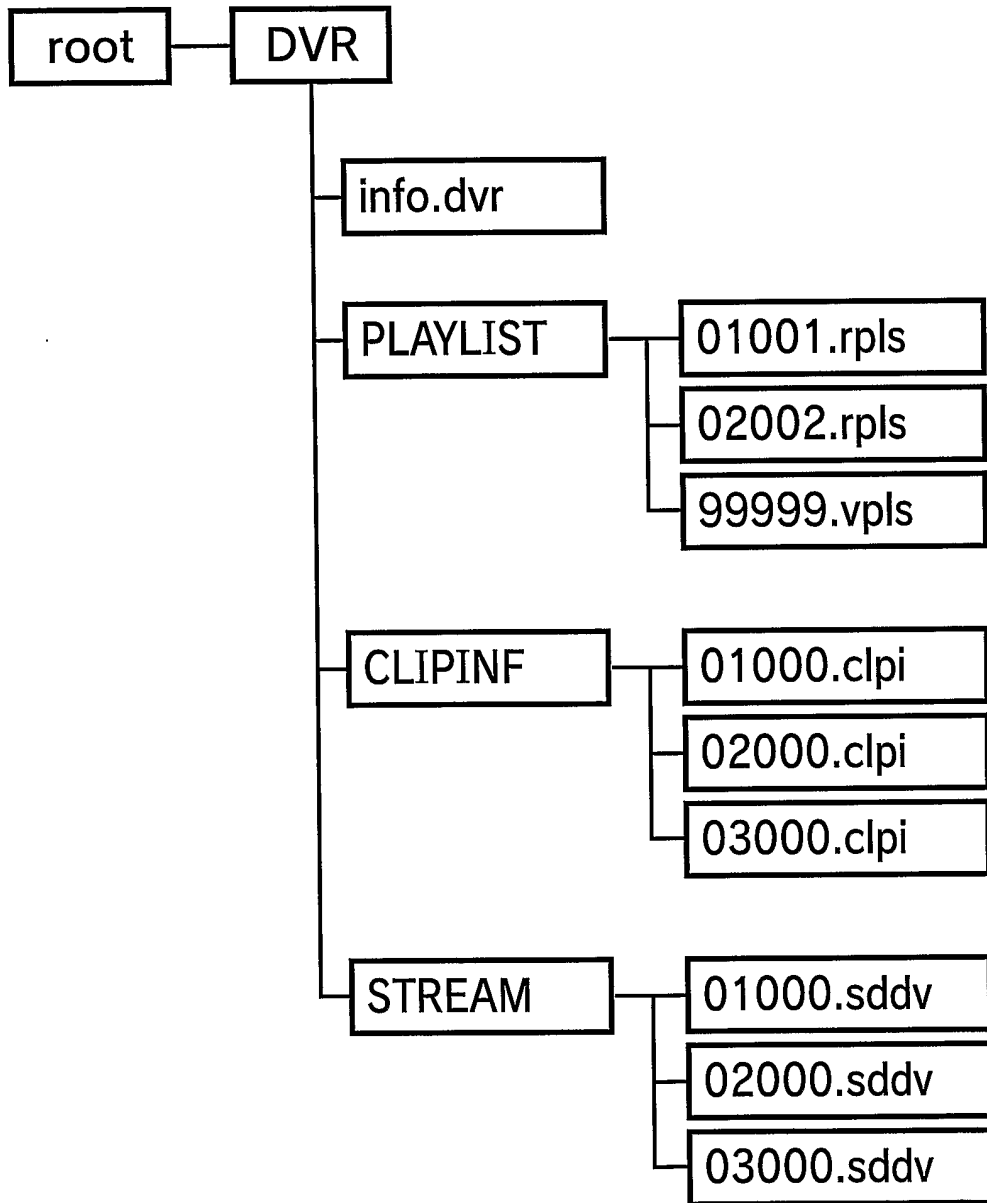 root
DVR
info.dvr
PLAYLIST
01001.rpls
02002.rpls
99999.vpls
CLIPINF
01000.clpi
02000.clpi
03000.clpi
STREAM
01000.sddv
02000.sddv
03000.sddv